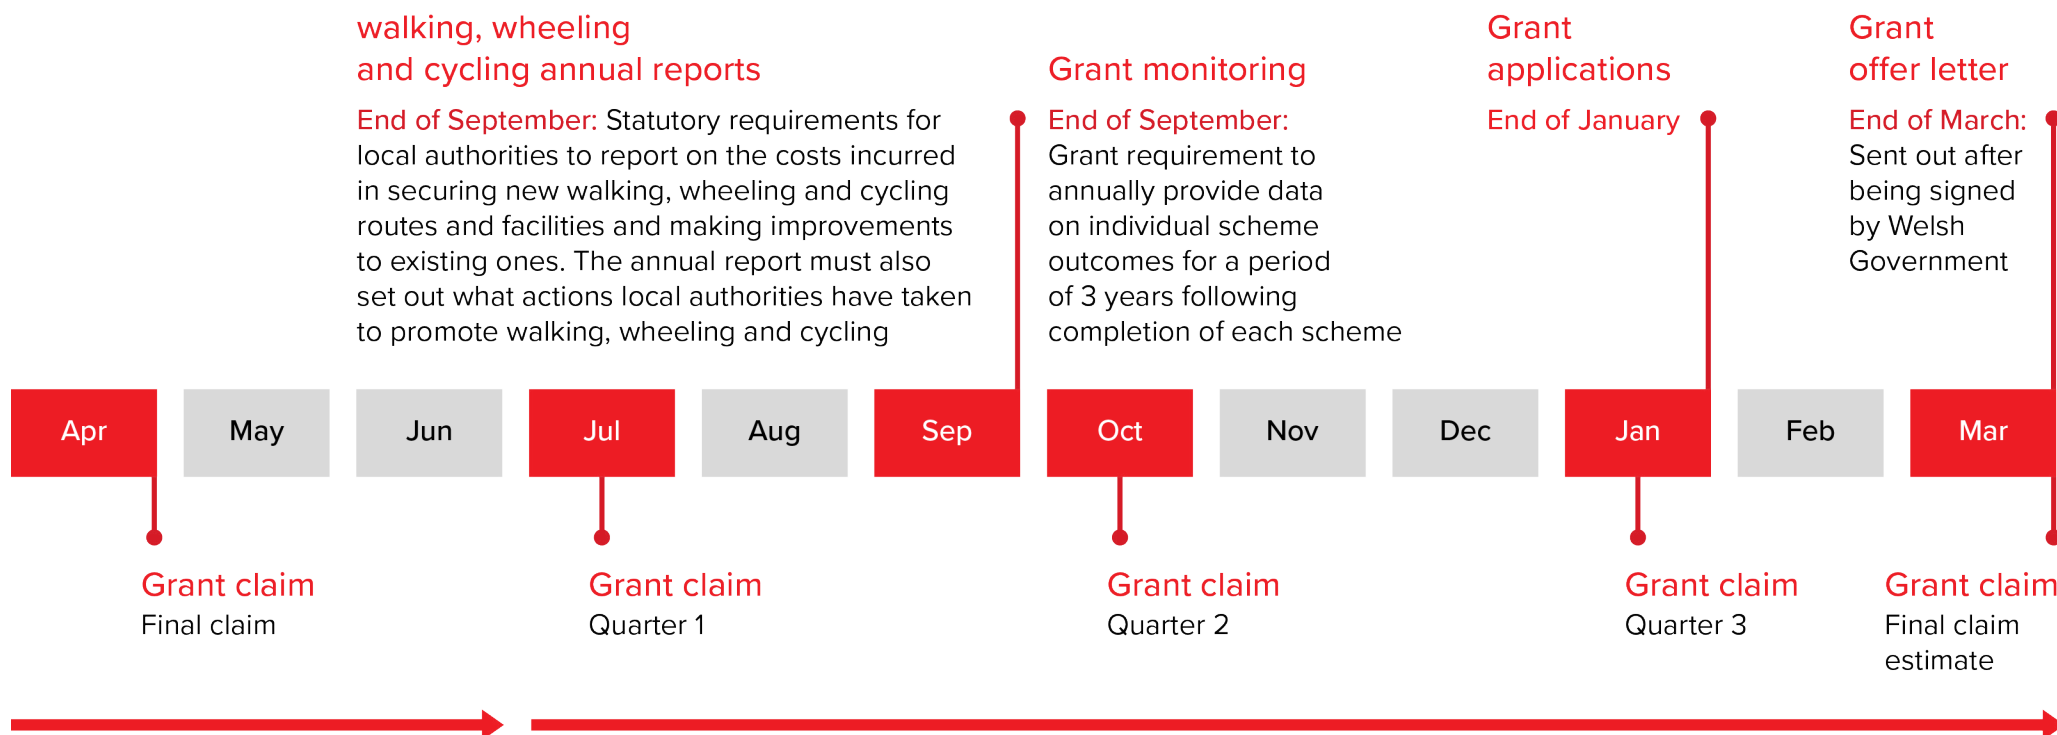 walking, wheeling
and cycling annual reports
End of September: Statutory requirements for
local authorities to report on the costs incurred
in securing new walking, wheeling and cycling
routes and facilities and making improvements
to existing ones. The annual report must also
set out what actions local authorities have taken
to promote walking, wheeling and cycling
Grant monitoring
End of September:
Grant requirement to
annually provide data
on individual scheme
outcomes for a period
of 3 years following
completion of each scheme
Grant
applications
End of January
Grant
offer letter
End of March:
Sent out after
being signed
by Welsh
Government
Apr
May
Jun
Jul
Aug
Sep
Oct
Nov
Dec
Jan
Feb
Mar
Grant claim
Final claim
Grant claim
Quarter 1
Grant claim
Quarter 2
Grant claim
Quarter 3
Grant claim
Final claim
estimate